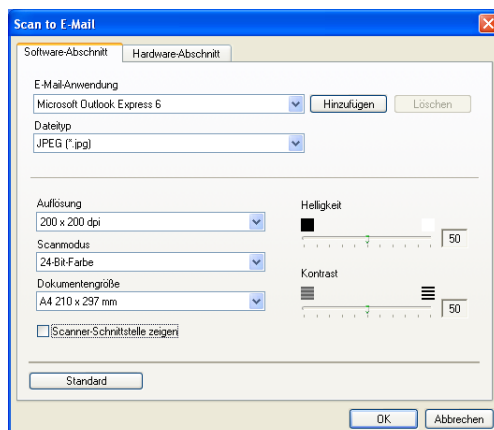 Scan to E-Mail
Software-Abschnitt
Hardware-Abschnitt
E-Mail-Anwendung
Microsoft Outlook Express 6
Hinzufügen
Löschen
Dateityp
JPEG (*.jpg)
Auflösung
200 x 200 dpi
Scanmodus
24-Bit-Farbe
Dokumentengröße
A4 210 x 297 mm
Scanner-Schnittstelle zeigen
Helligkeit
50
Kontrast
50
Standard
OK
Abbrechen